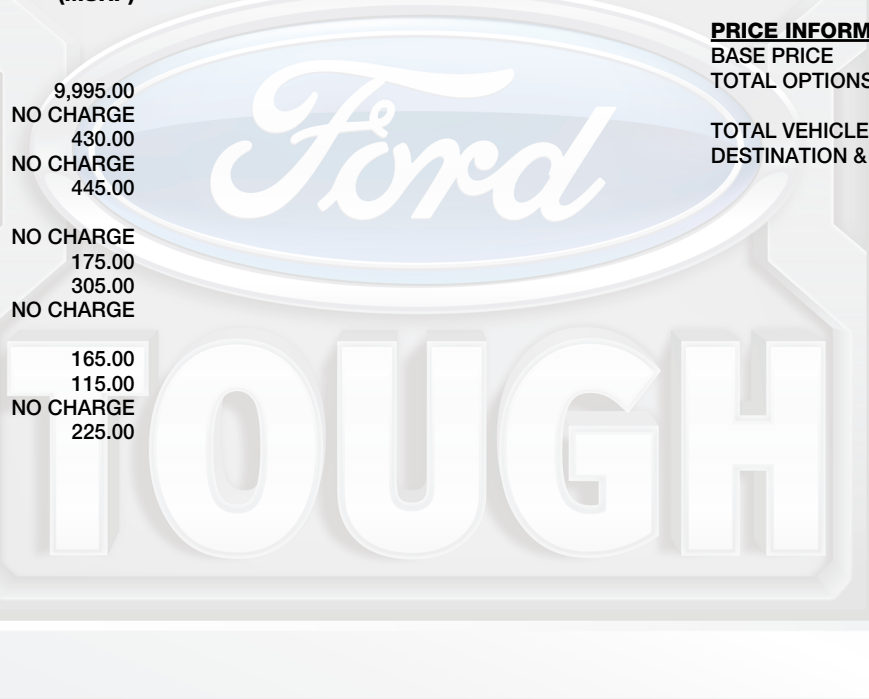 PRICE INFORM
BASE PRICE
TOTAL OPTIONS
TOTAL VEHICLE
DESTINATION &
9,995.00
NO CHARGE
430.00
NO CHARGE
445.00
NO CHARGE
175.00
305.00
NO CHARGE
165.00
115.00
NO CHARGE
225.00
Ford
TOUGH